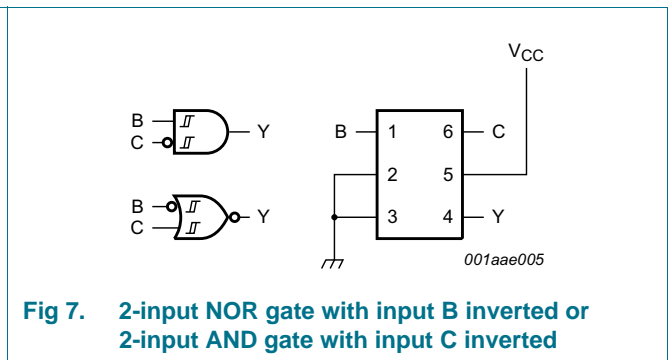 VCC
B
C
Y
B 1 6 C
2 5
B
C
Y
3 4 Y
001aae005
Fig 7. 2-input NOR gate with input B inverted or
2-input AND gate with input C inverted